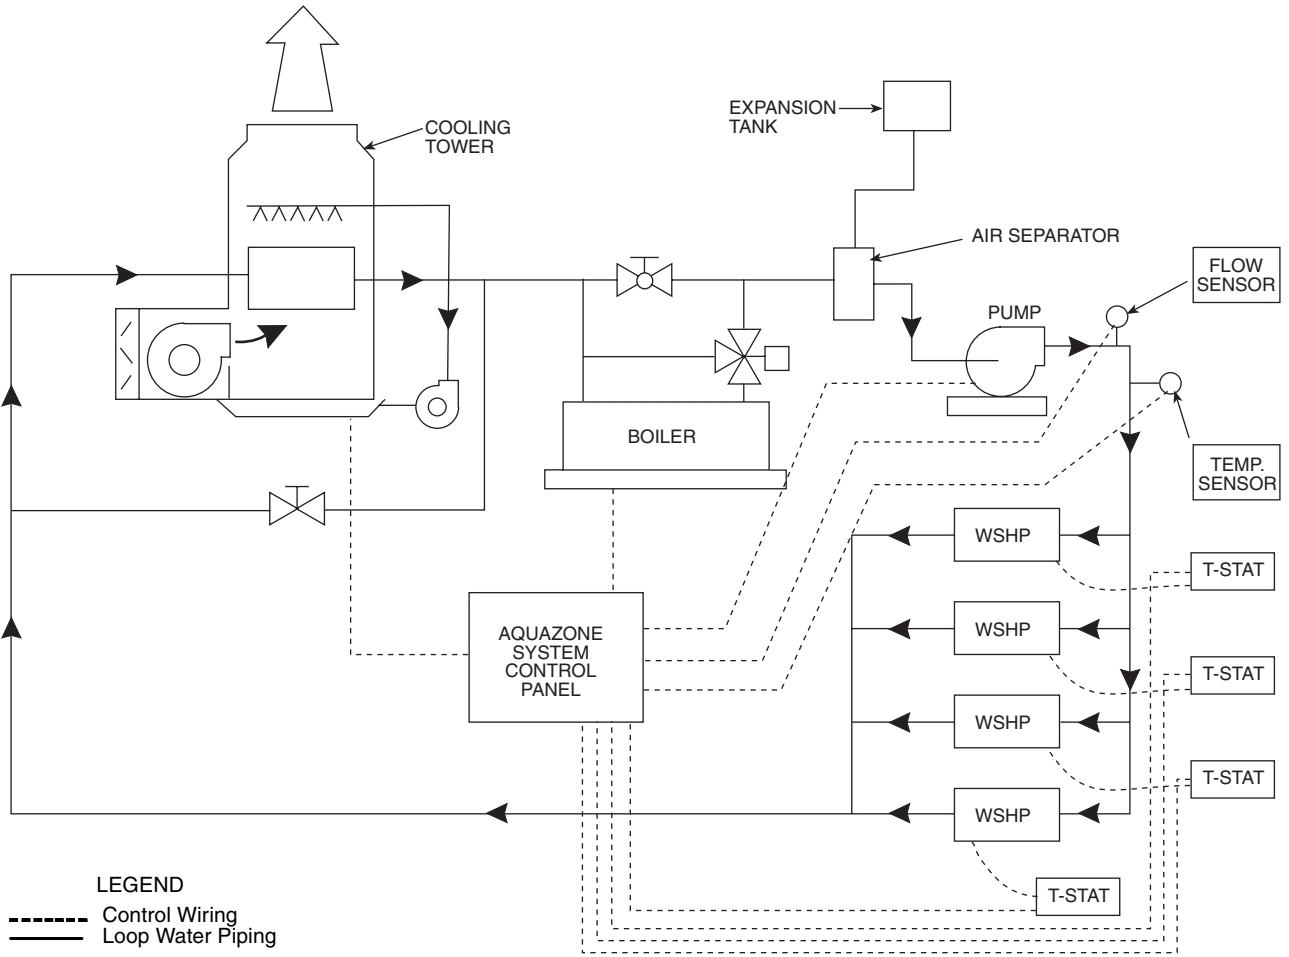 COOLING
TOWER
EXPANSION
TANK
AIR SEPARATOR
FLOW
SENSOR
PUMP
BOILER
TEMP.
SENSOR
WSHP
T-STAT
WSHP
T-STAT
WSHP
T-STAT
WSHP
T-STAT
AQUAZONE
SYSTEM
CONTROL
PANEL
LEGEND
Control Wiring
Loop Water Piping